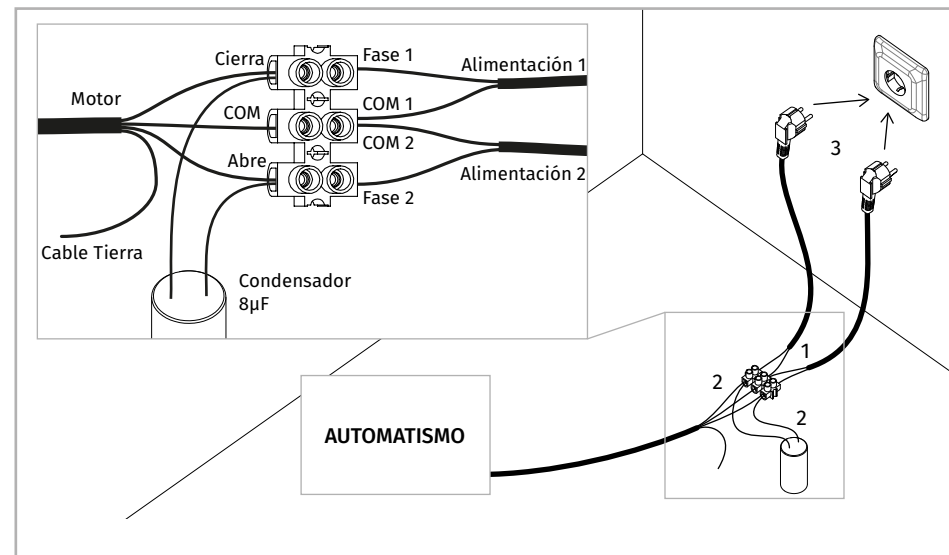 Cierra
Fase 1
Alimentación 1
Motor
COM
COM 1
COM 2
Abre
Alimentación 2
Fase 2
Cable Tierra
Condensador
8µF
3
1
2
2
AUTOMATISMO